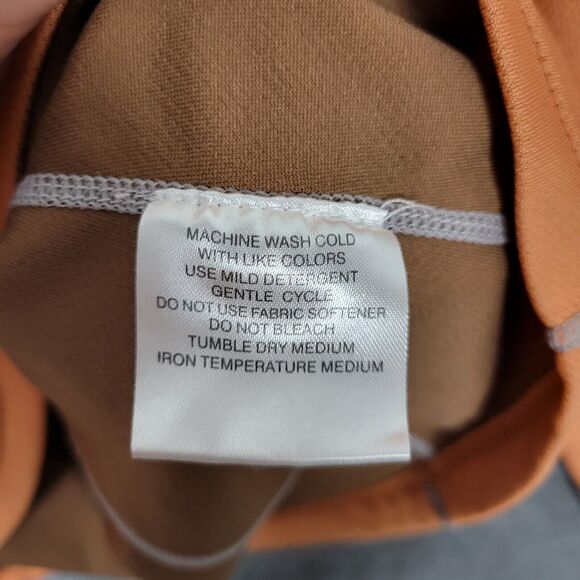 MACHINE WASH COLD
WITH LIKE COLORS
USE MILD DETERGENT
GENTLE CYCLE
DO NOT USE FABRIC SOFTENER
DO NOT BLEACH
TUMBLE DRY MEDIUM
IRON TEMPERATURE MEDIUM